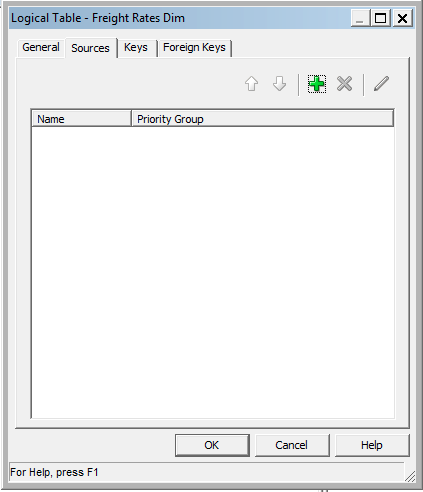 Logical Table - Freight Rates Dim
General Sources Keys Foreign Keys
Name Priority Group
OK Cancel Help
For Help, press F1